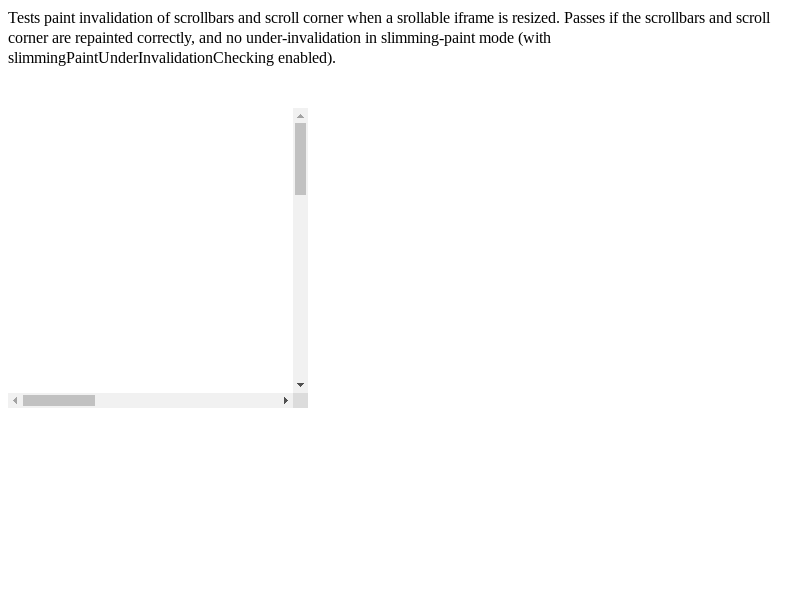 Tests paint invalidation of scrollbars and scroll corner when a srollable iframe is resized. Passes if the scrollbars and scroll
corner are repainted correctly, and no under-invalidation in slimming-paint mode (with
slimmingPaintUnderInvalidationChecking enabled).